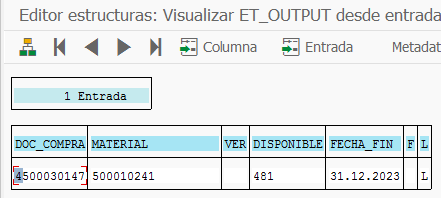 Editor estructuras: Visualizar ET_OUTPUT desde entrada
Columna Entrada Metadat
1 Entrada
DOC_COMPRA MATERIAL VER DISPONIBLE FECHA_FIN F L
4500030147 500010241 481 31.12.2023 L